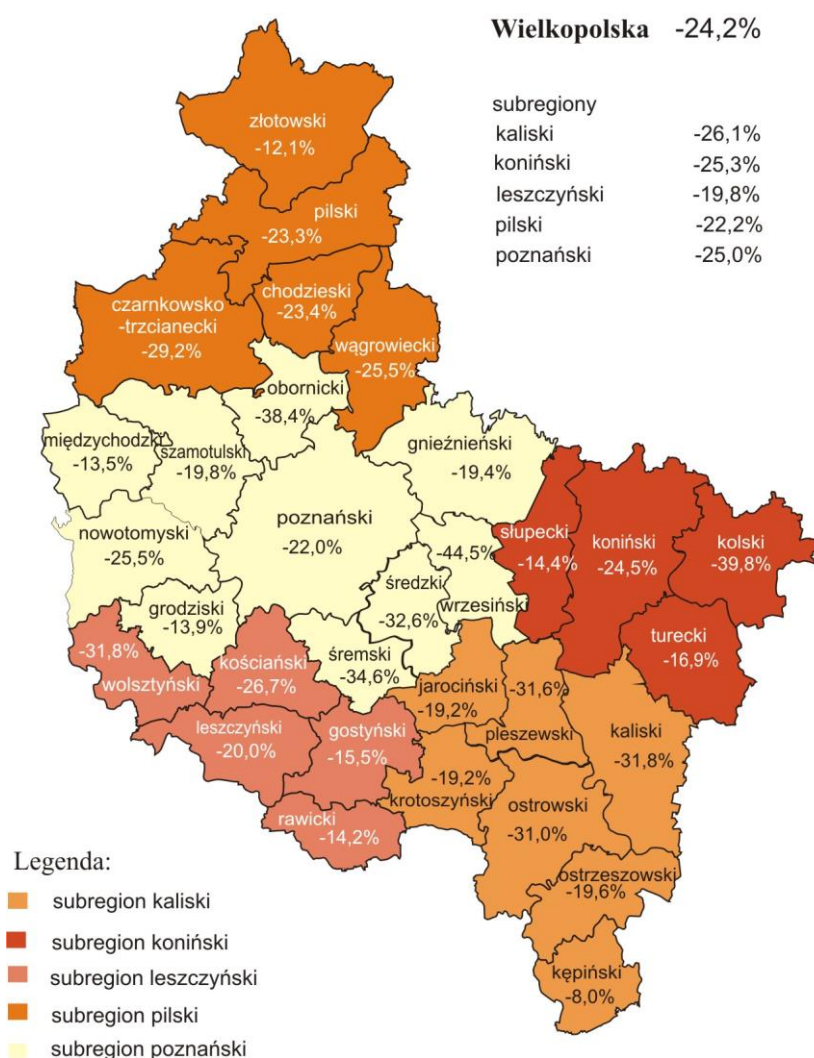 Wielkopolska -24,2%
subregiony
kaliski -26,1%
koniński -25,3%
leszczyński -19,8%
pilski -22,2%
poznański -25,0%
złotowski
-12,1%
pilski
-23,3%
chodzieski
-23,4%
czarnkowsko
-trzcianecki
-29,2%
wągrowiecki
-25,5%
obornicki
-38,4%
międzychodzki
-13,5%
szamotulski
-19,8%
gnieźnieński
-19,4%
poznański
-22,0%
nowotomyski
-25,5%
słupecki
-14,4%
koniński
-24,5%
kolski
-39,8%
-44,5%
wrzesiński
średzki
-32,6%
grodziski
-13,9%
turecki
-16,9%
śremski
-34,6%
-31,8%
wolsztyński
kościański
-26,7%
jarociński
-19,2%
-31,6%
pleszewski
kaliski
-31,8%
leszczyński
-20,0%
gostyński
-15,5%
-19,2%
krotoszyński
ostrowski
-31,0%
rawicki
-14,2%
ostrzeszowski
-19,6%
kępiński
-8,0%
Legenda:
subregion kaliski
subregion koniński
subregion leszczyński
subregion pilski
subregion poznański